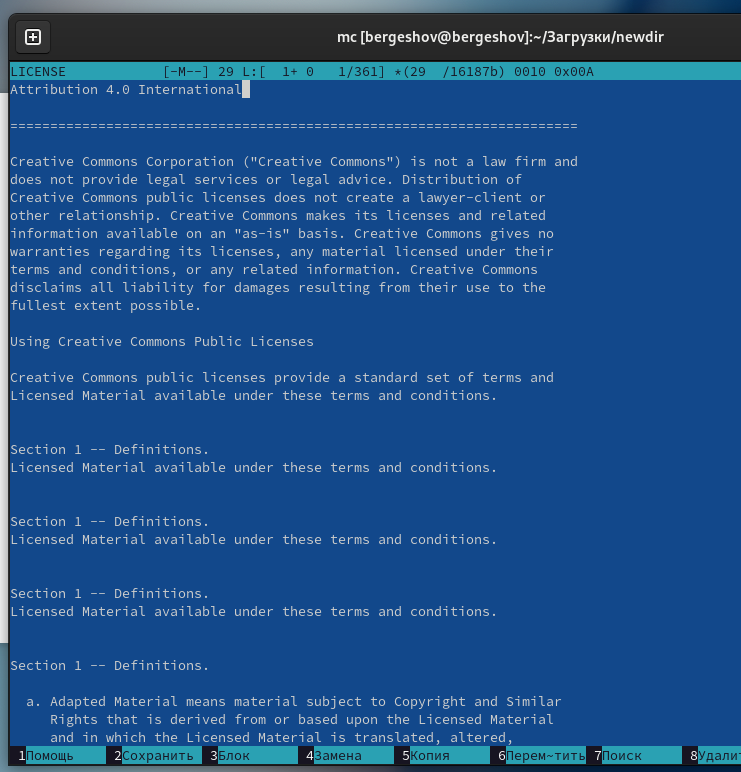 mc [bergeshov@bergeshov]:~/Загрузки/newdir
LICENSE [-M--] 29 L:[ 1+ 0 1/361] *(29 /16187b) 0010 0x00A
Attribution 4.0 International
=======================================================================
Creative Commons Corporation ("Creative Commons") is not a law firm and
does not provide legal services or legal advice. Distribution of
Creative Commons public licenses does not create a lawyer-client or
other relationship. Creative Commons makes its licenses and related
information available on an "as-is" basis. Creative Commons gives no
warranties regarding its licenses, any material licensed under their
terms and conditions, or any related information. Creative Commons
disclaims all liability for damages resulting from their use to the
fullest extent possible.
Using Creative Commons Public Licenses
Creative Commons public licenses provide a standard set of terms and
Licensed Material available under these terms and conditions.
Section 1 -- Definitions.
Licensed Material available under these terms and conditions.
Section 1 -- Definitions.
Licensed Material available under these terms and conditions.
Section 1 -- Definitions.
Licensed Material available under these terms and conditions.
Section 1 -- Definitions.
a. Adapted Material means material subject to Copyright and Similar
Rights that is derived from or based upon the Licensed Material
and in which the Licensed Material is translated, altered,
1Помощь 2Сохранить 3Блок 4Замена 5Копия 6Перем~тить 7Поиск 8Удалит